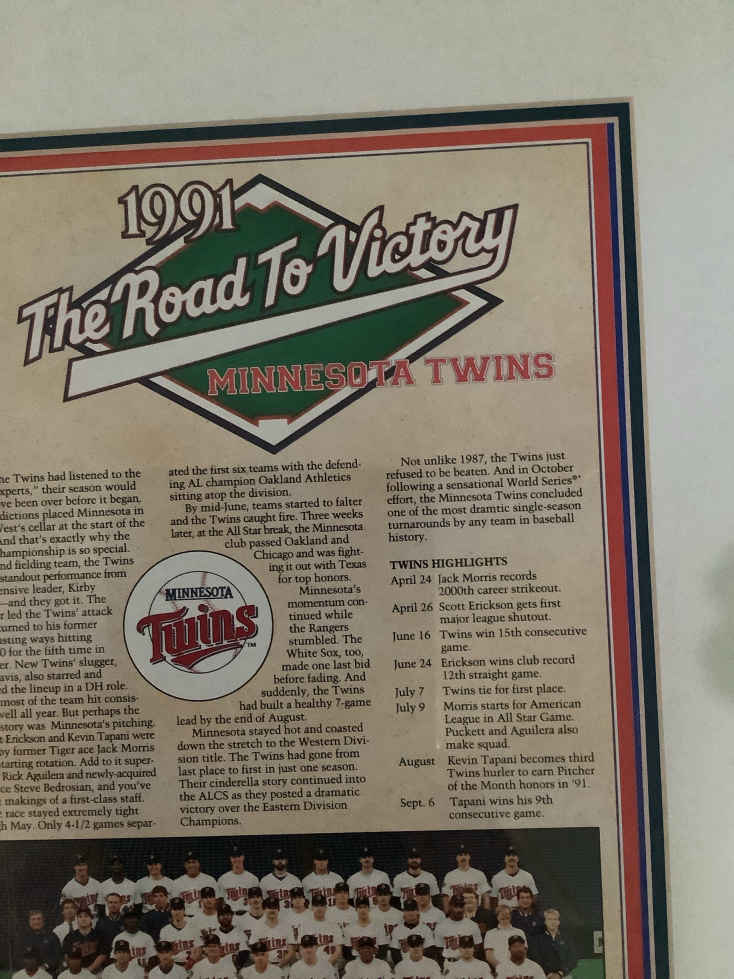 1991
The Road To Victory
MINNESOTA TWINS
he Twins had listened to the
xperts," their season would
ve been over before it began.
dictions placed Minnesota in
est's cellar at the start of the
And that's exactly why the
hampionship is so special.
nd fielding team, the Twins
standout performance from
ensive leader, Kirby
—and they got it. The
r led the Twins' attack
urned to his former
asting ways hitting
0 for the fifth time in
er. New Twins' slugger,
avis, also starred and
ed the lineup in a DH role.
most of the team hit consis-
well all year. But perhaps the
story was Minnesota's pitching.
t Erickson and Kevin Tapani were
by former Tiger ace Jack Morris
tarting rotation. Add to it super-
Rick Aguilera and newly-acquired
ce Steve Bedrosian, and you've
makings of a first-class staff.
race stayed extremely tight
h May. Only 4-1/2 games separ-
ated the first six teams with the defend-
ing AL champion Oakland Athletics
sitting atop the division.
By mid-June, teams started to falter
and the Twins caught fire. Three weeks
later, at the All Star break, the Minnesota
club passed Oakland and
Chicago and was fight-
ing it out with Texas
for top honors.
Minnesota's
momentum con-
tinued while
the Rangers
stumbled. The
White Sox, too,
made one last bid
before fading. And
suddenly, the Twins
had built a healthy 7-game
lead by the end of August.
Minnesota stayed hot and coasted
down the stretch to the Western Divi-
sion title. The Twins had gone from
last place to first in just one season.
Their cinderella story continued into
the ALCS as they posted a dramatic
victory over the Eastern Division
Champions.
MINNESOTA
Twins
TM
Not unlike 1987, the Twins just
refused to be beaten. And in October
following a sensational World Series®'
effort, the Minnesota Twins concluded
one of the most dramtic single-season
turnarounds by any team in baseball
history.
TWINS HIGHLIGHTS
April 24 Jack Morris records
2000th career strikeout.
April 26 Scott Erickson gets first
major league shutout.
June 16 Twins win 15th consecutive
game.
June 24 Erickson wins club record
12th straight game.
July 7 Twins tie for first place.
July 9 Morris starts for American
League in All Star Game.
Puckett and Aguilera also
make squad.
August Kevin Tapani becomes third
Twins hurler to earn Pitcher
of the Month honors in '91.
Sept. 6 Tapani wins his 9th
consecutive game.